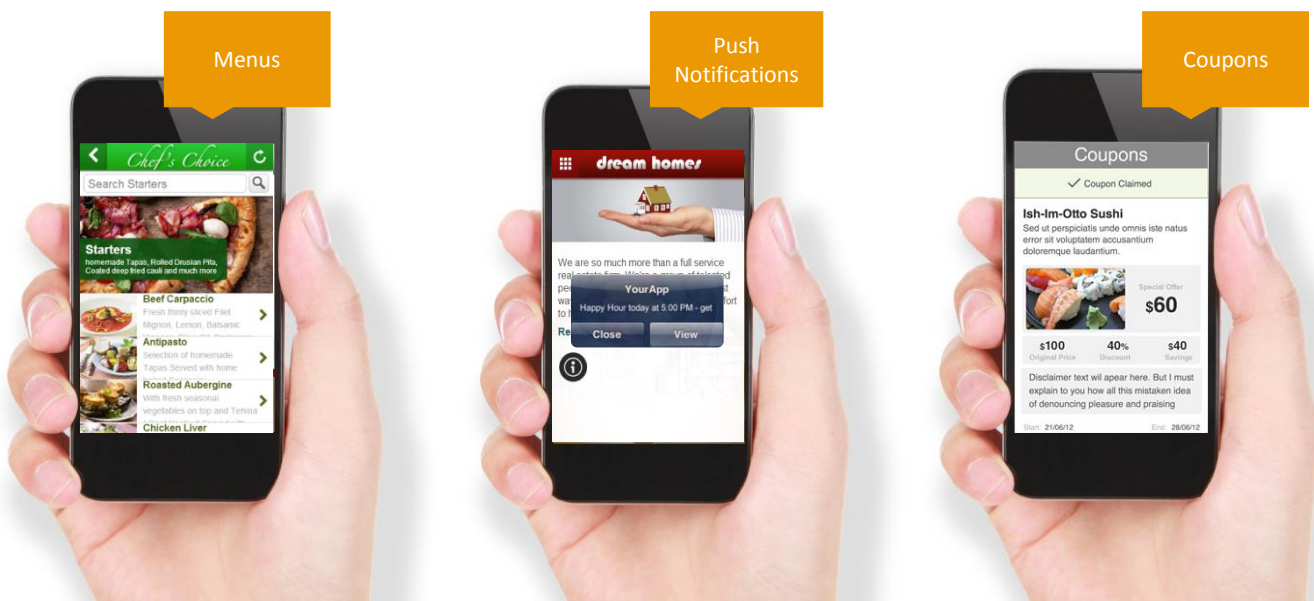 Menus
Chef's Choice
Search Starters
Starters
homemade Tapas, Rolled Drusian Pita,
Coated deep fried cauli and much more
Beef Carpaccio
Fresh thinly sliced Filet
Mignon, Lemon, Balsamic
Antipasto
Selection of homemade
Tapas Served with home
Roasted Aubergine
With fresh seasonal
vegetables on top and Tehina
Chicken Liver
Push
Notifications
dream homes
We are so much more than a full service
YourApp
Happy Hour today at 5:00 PM - get
Close View
Coupons
Coupons
Coupon Claimed
Ish-Im-Otto Sushi
Sed ut perspiciatis unde omnis iste natus
error sit voluptatem accusantium
doloremque laudantium.
Special Offer
$60
$100 40% $40
Original Price Discount Savings
Disclaimer text wil apear here. But I must
explain to you how all this mistaken idea
of denouncing pleasure and praising
Start: 21/06/12 End: 28/06/12